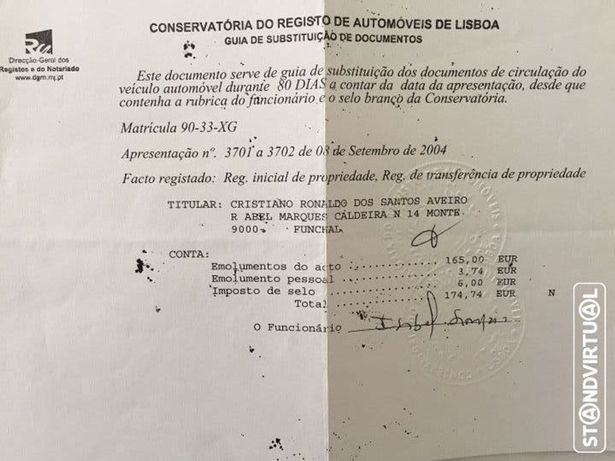 Ru
Direcção-Geral dos
Registos e do Notariado
www.dgrn.mj.pt
CONSERVATÓRIA DO REGISTO DE AUTOMÓVEIS DE LISBOA
GUIA DE SUBSTITUIÇÃO DE DOCUMENTOS
Este documento serve de guia de substituição dos documentos de circulação do
veículo automóvel durante 80 DIAS a contar da data da apresentação, desde que
contenha a rubrica do funcionário e o selo branco da Conservatória.
Matrícula 90-33-XG
Apresentação nº. 3701 a 3702 de 08 de Setembro de 2004
Facto registado: Reg. inicial de propriedade, Reg. de transferência de propriedade
TITULAR: CRISTIANO RONALDO DOS SANTOS AVEIRO
R ABEL MARQUES CALDEIRA N 14 MONTE
9000- FUNCHAL
CONTA:
Emolumentos do acto .............. 165,00 EUR
Emolumento pessoal ............... 3,74 EUR
Imposto de selo .................. 6,00 EUR
Total .................. 174,74 EUR N
O Funcionário
Isabel
STANDVIRTUAL